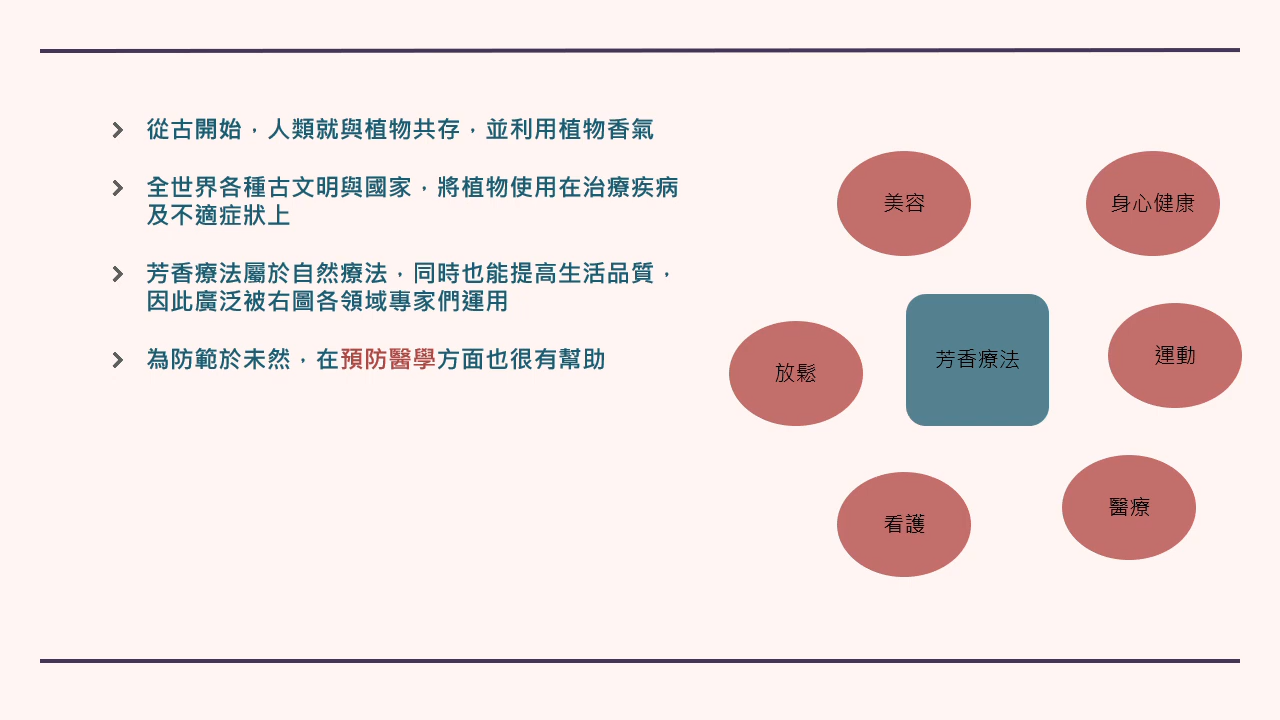 從古開始，人類就與植物共存，並利用植物香氣
全世界各種古文明與國家，將植物使用在治療疾病
及不適症狀上
芳香療法屬於自然療法，同時也能提高生活品質，
因此廣泛被右圖各領域專家們運用
為防範於未然，在預防醫學方面也很有幫助
美容
身心健康
放鬆
芳香療法
運動
看護
醫療